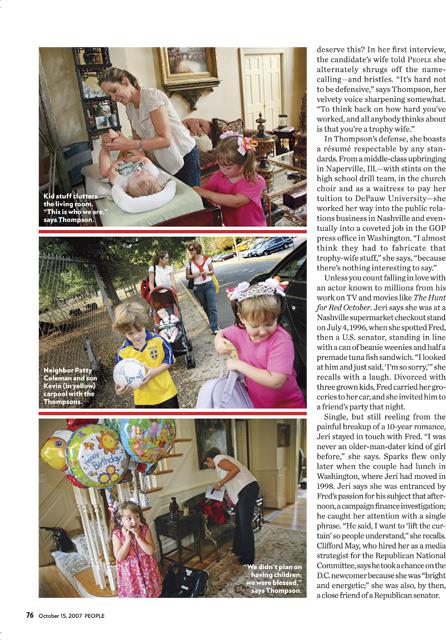 Kid stuff clutters
the living room.
"This is who we are,"
says Thompson.
Neighbor Patty
Coleman and son
Kevin (in yellow)
carpool with the
Thompsons.
"We didn't plan on
having children;
we were blessed,"
says Thompson.
deserve this? In her first interview,
the candidate's wife told PEOPLE she
alternately shrugs off the name-
calling—and bristles. "It's hard not
to be defensive," says Thompson, her
velvety voice sharpening somewhat.
"To think back on how hard you've
worked, and all anybody thinks about
is that you're a trophy wife."
In Thompson's defense, she boasts
a résumé respectable by any stan-
dards. From a middle-class upbringing
in Naperville, Ill.—with stints on the
high school drill team, in the church
choir and as a waitress to pay her
tuition to DePauw University—she
worked her way into the public rela-
tions business in Nashville and even-
tually into a coveted job in the GOP
press office in Washington. "I almost
think they had to fabricate that
trophy-wife stuff," she says, "because
there's nothing interesting to say."
Unless you count falling in love with
an actor known to millions from his
work on TV and movies like The Hunt
for Red October. Jeri says she was at a
Nashville supermarket checkout stand
on July 4, 1996, when she spotted Fred,
then a U.S. senator, standing in line
with a can of beanie weenies and half a
premade tuna fish sandwich. "I looked
at him and just said, 'I'm so sorry,'" she
recalls with a laugh. Divorced with
three grown kids, Fred carried her gro-
ceries to her car, and she invited him to
a friend's party that night.
Single, but still reeling from the
painful breakup of a 10-year romance,
Jeri stayed in touch with Fred. "I was
never an older-man-dater kind of girl
before," she says. Sparks flew only
later when the couple had lunch in
Washington, where Jeri had moved in
1998. Jeri says she was entranced by
Fred's passion for his subject that after-
noon, a campaign finance investigation;
he caught her attention with a single
phrase. "He said, I want to 'lift the cur-
tain' so people understand," she recalls.
Clifford May, who hired her as a media
strategist for the Republican National
Committee, says he took a chance on the
D.C. newcomer because she was "bright
and energetic;" she was also, by then,
a close friend of a Republican senator.
76 October 15, 2007 PEOPLE